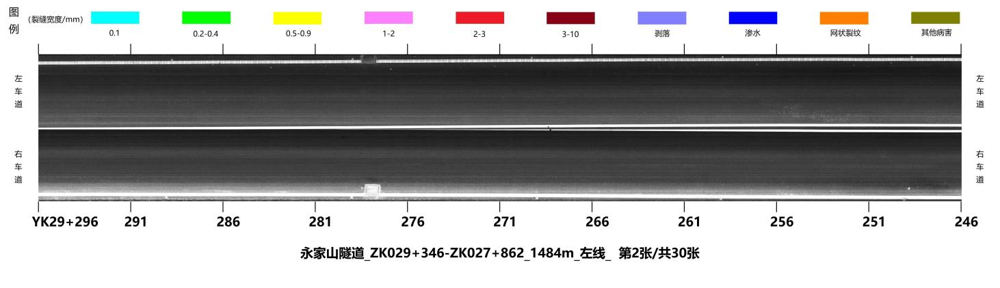 图例 (裂缝宽度/mm) 0.1 0.2-0.4 0.5-0.9 1-2 2-3 3-10 剥落 渗水 网状裂纹 其他病害
左车道 左车道
右车道 右车道
YK29+296 291 286 281 276 271 266 261 256 251 246
永家山隧道_ZK029+346-ZK027+862_1484m_左线_ 第2张/共30张